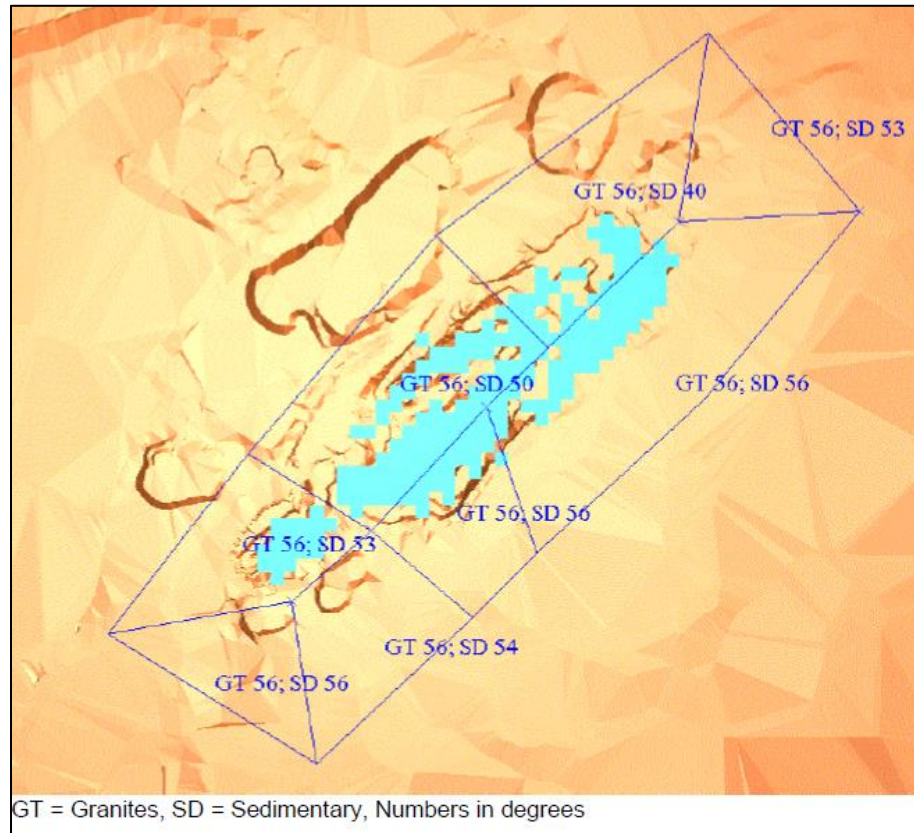 GT 56; SD 53
GT 56; SD 40
GT 56; SD 50
GT 56; SD 56
GT 56; SD 56
GT 56; SD 53
GT 56; SD 54
GT 56; SD 56
GT = Granites, SD = Sedimentary, Numbers in degrees